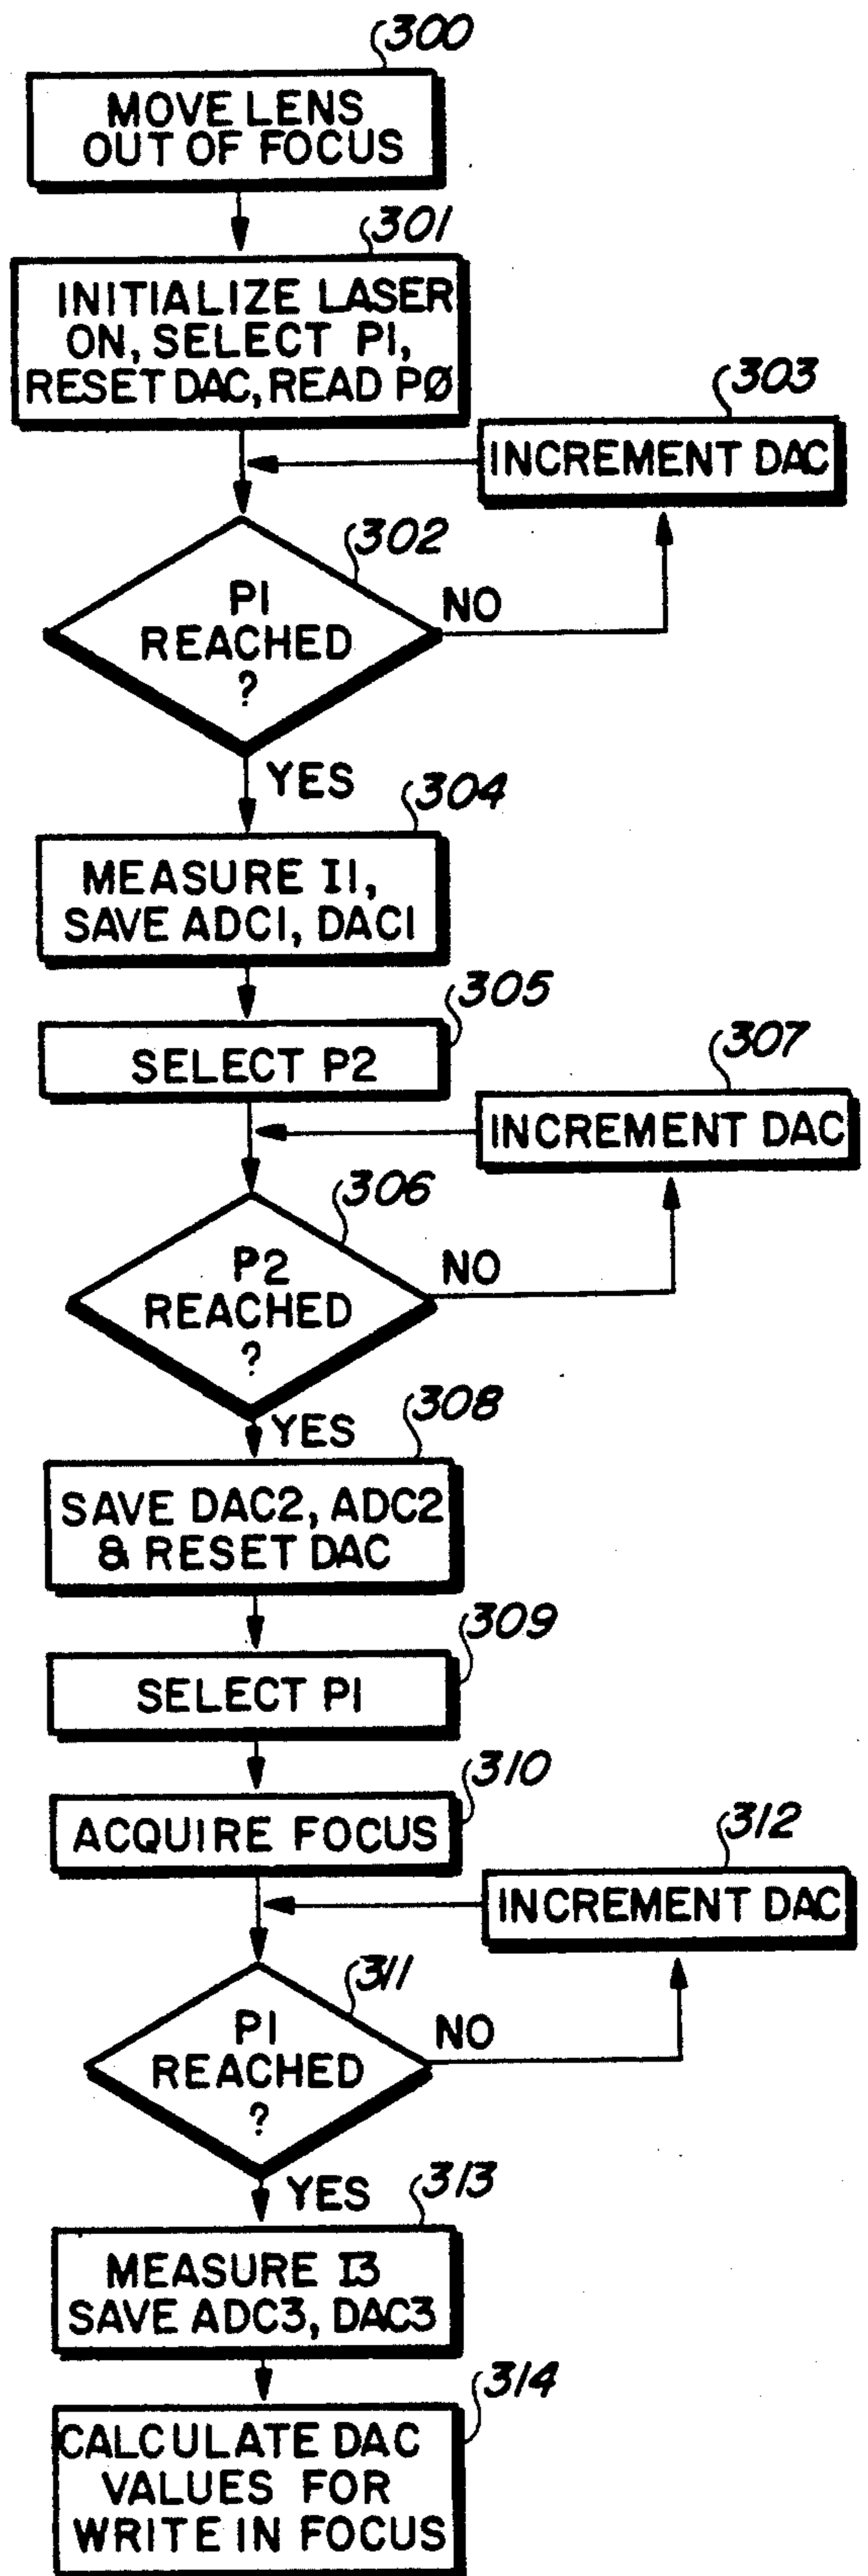 300
MOVE LENS
OUT OF FOCUS
301
INITIALIZE LASER
ON, SELECT P1,
RESET DAC, READ PØ
303
INCREMENT DAC
302
P1
REACHED
?
NO
YES
304
MEASURE I1,
SAVE ADC1, DAC1
305
SELECT P2
307
INCREMENT DAC
306
P2
REACHED
?
NO
YES
308
SAVE DAC2, ADC2
& RESET DAC
309
SELECT P1
310
ACQUIRE FOCUS
312
INCREMENT DAC
311
P1
REACHED
?
NO
YES
313
MEASURE I3
SAVE ADC3, DAC3
314
CALCULATE DAC
VALUES FOR
WRITE IN FOCUS